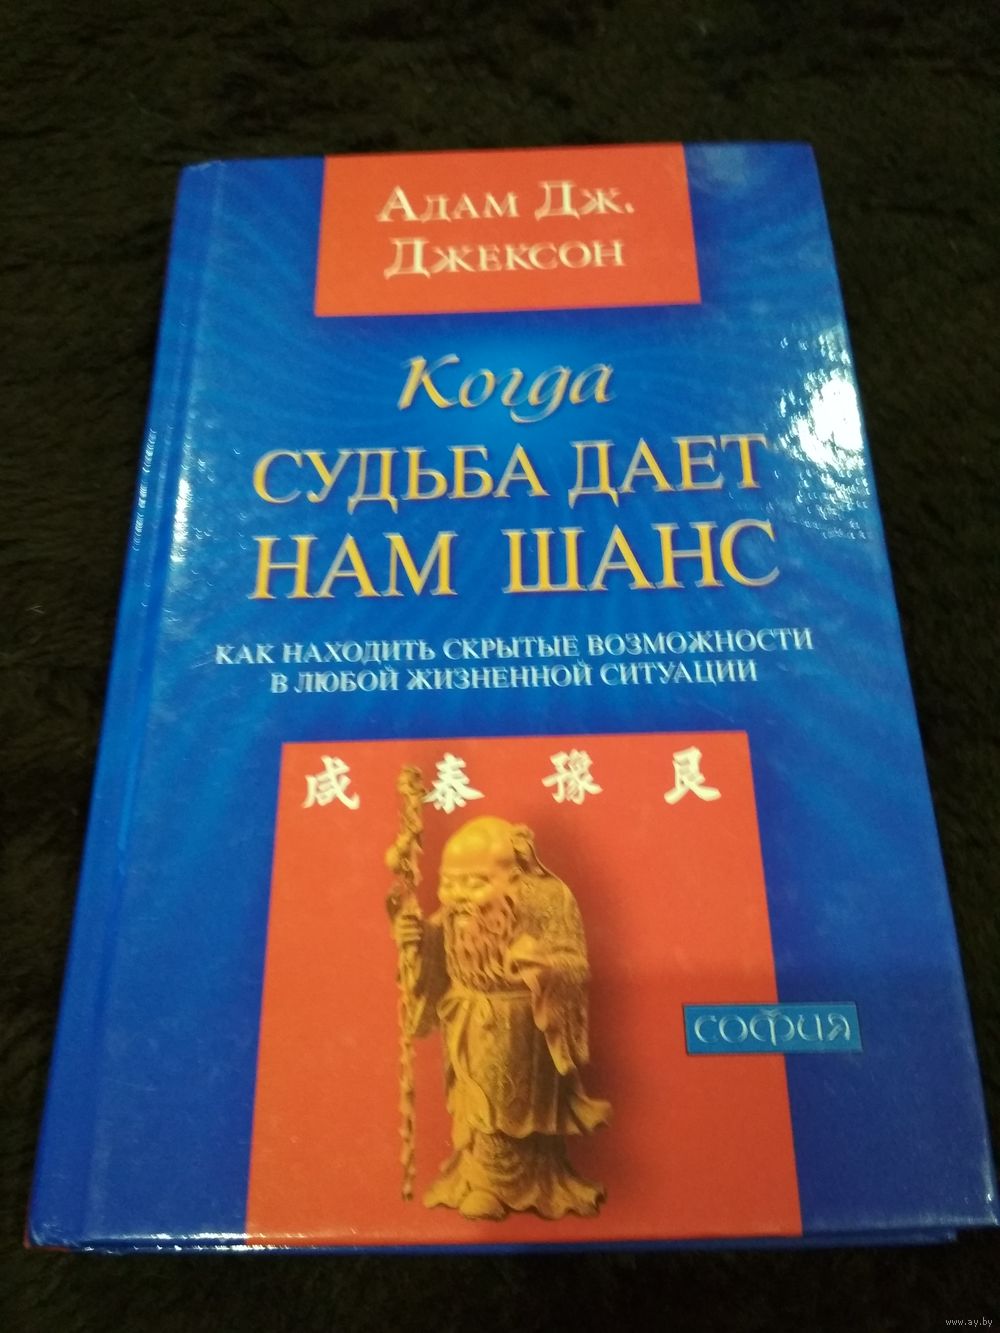 Адам Дж.
Джексон
Когда
СУДЬБА ДАЕТ
НАМ ШАНС
КАК НАХОДИТЬ СКРЫТЫЕ ВОЗМОЖНОСТИ
В ЛЮБОЙ ЖИЗНЕННОЙ СИТУАЦИИ
咸 泰 豫 艮
СОФИЯ
www.ay.by